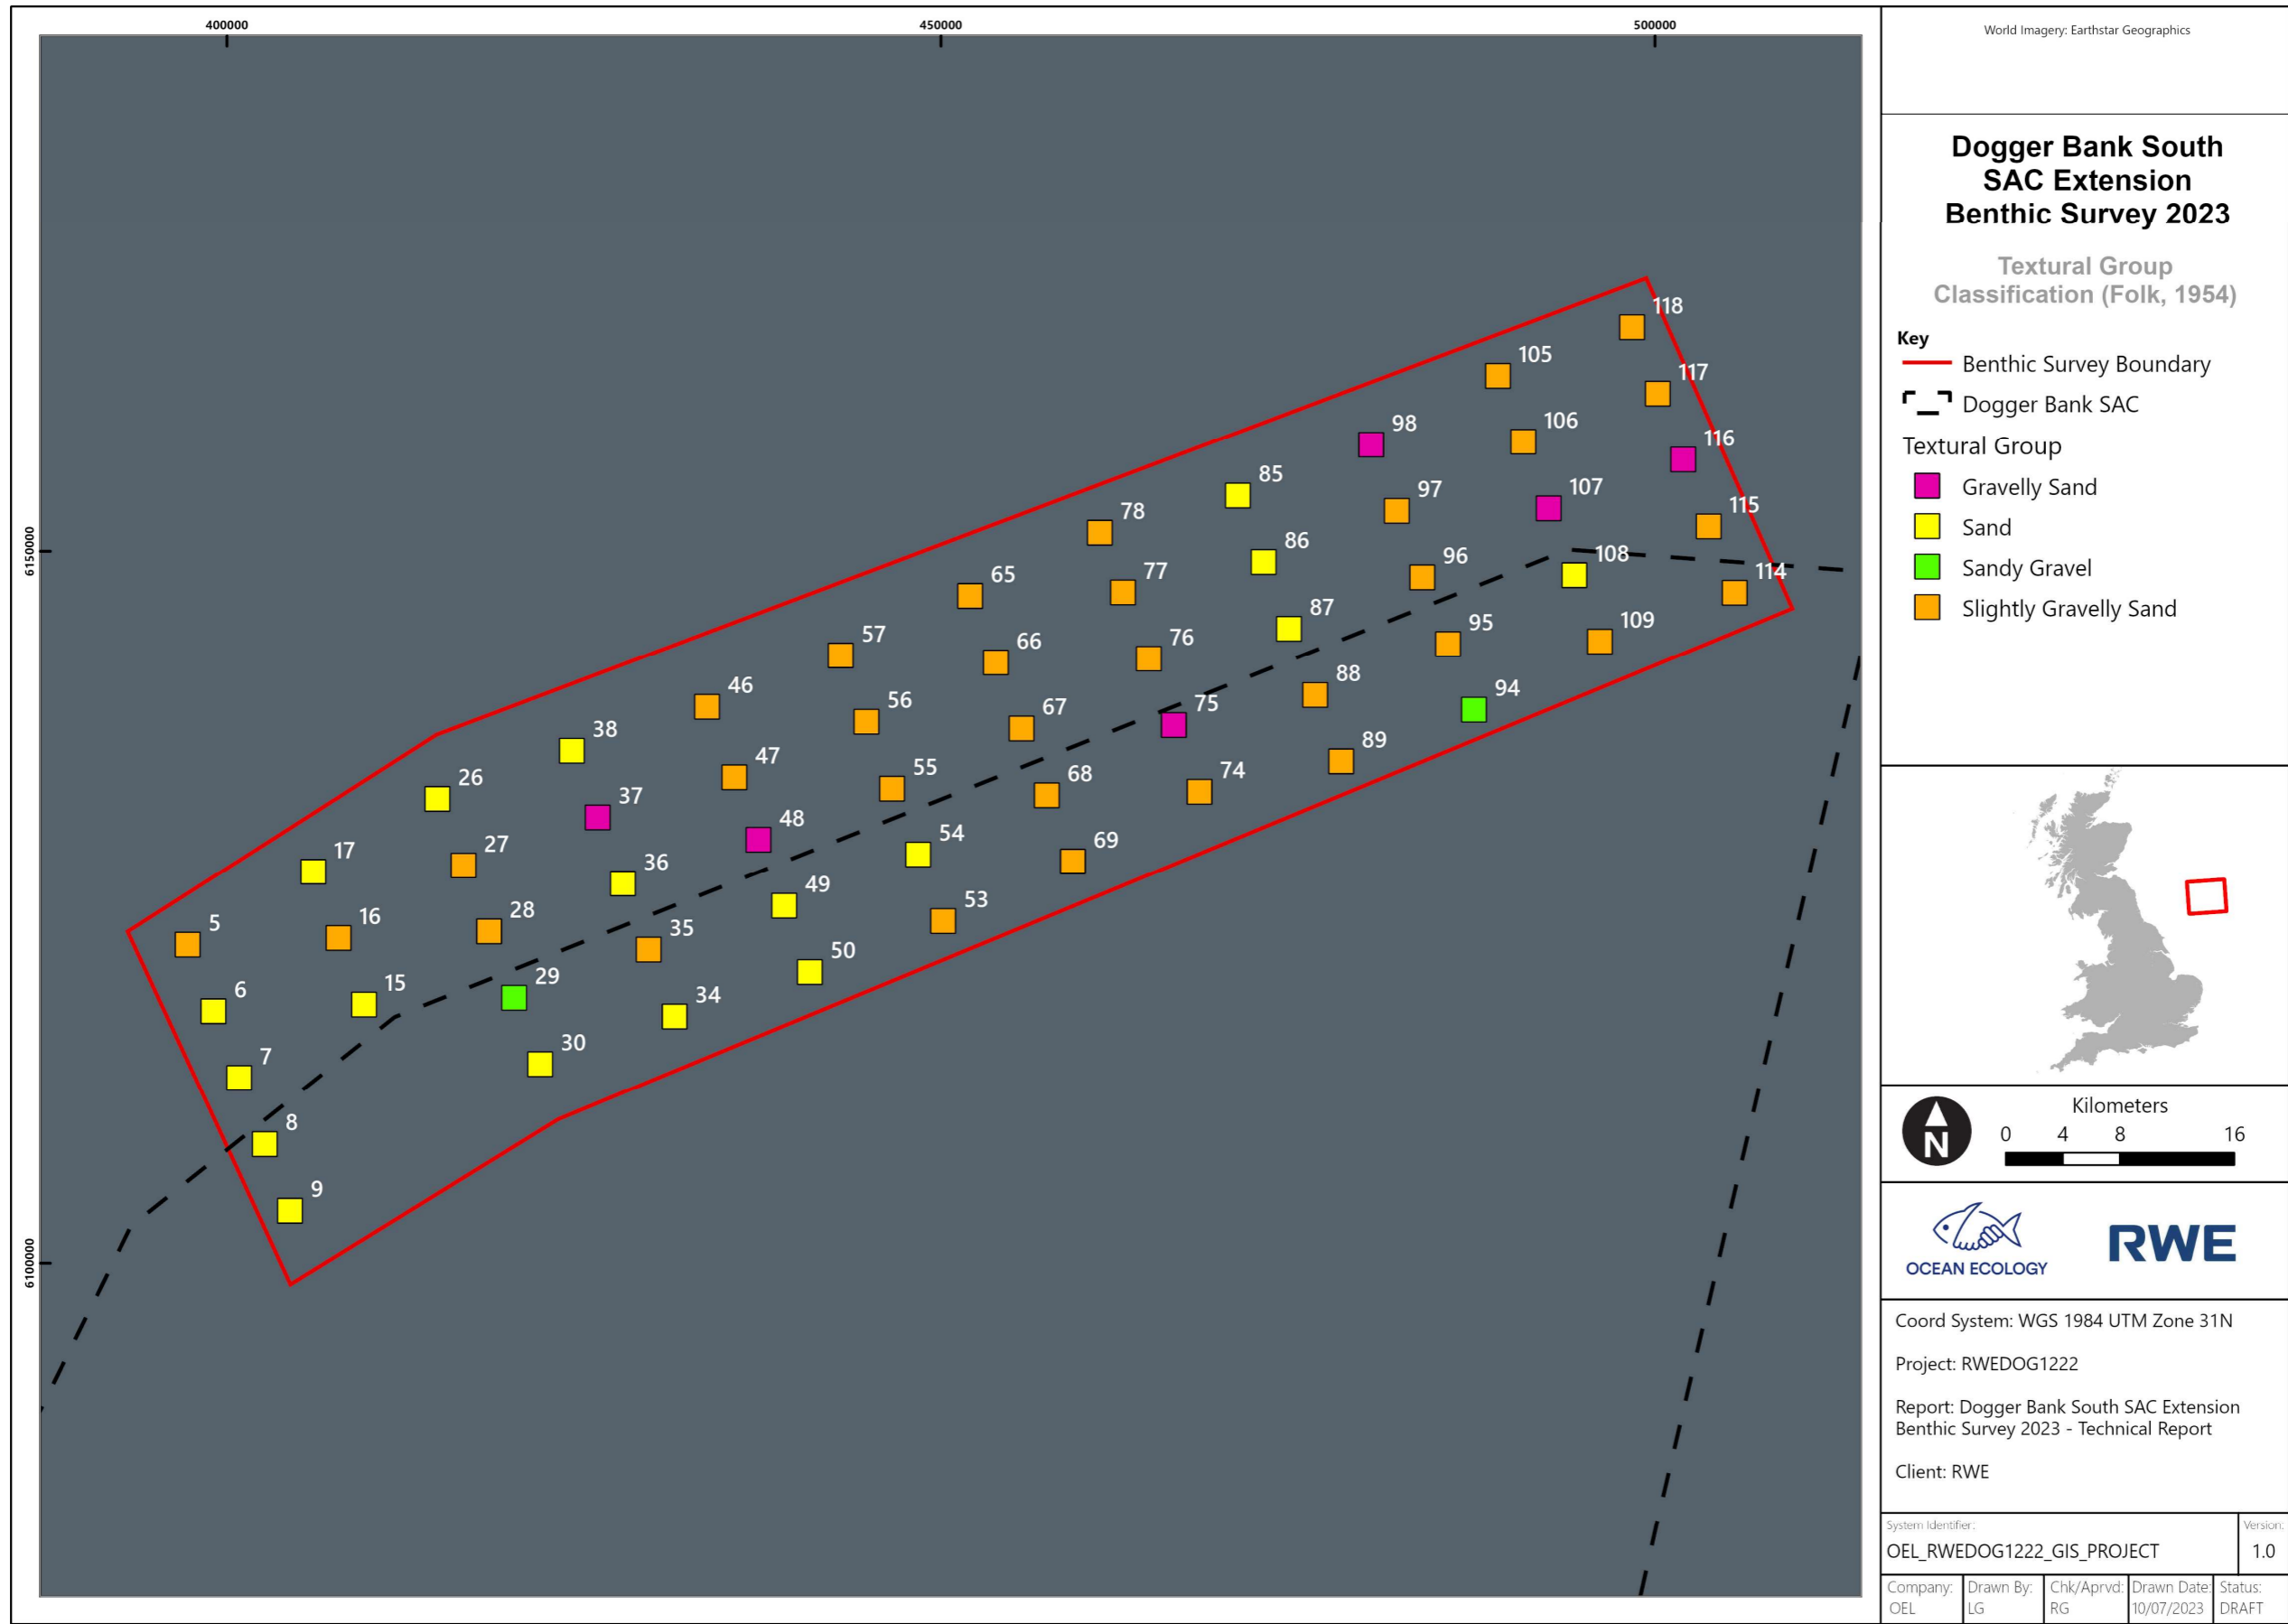 400000
450000
500000
6150000
6100000
118
105
117
98
106
116
85
97
107
78
115
86
96
108
65
77
114
87
95
109
57
66
76
46
88
94
56
67
75
38
47
89
26
55
68
74
37
48
54
17
27
36
69
49
5
16
28
35
53
50
6
15
29
34
7
30
8
9
World Imagery: Earthstar Geographics
Dogger Bank South
SAC Extension
Benthic Survey 2023
Textural Group
Classification (Folk, 1954)
Key
Benthic Survey Boundary
Dogger Bank SAC
Textural Group
Gravelly Sand
Sand
Sandy Gravel
Slightly Gravelly Sand
N
Kilometers
0 4 8 16
OCEAN ECOLOGY
RWE
Coord System: WGS 1984 UTM Zone 31N
Project: RWEDOG1222
Report: Dogger Bank South SAC Extension
Benthic Survey 2023 - Technical Report
Client: RWE
System Identifier: Version:
OEL_RWEDOG1222_GIS_PROJECT 1.0
Company: Drawn By: Chk/Aprvd: Drawn Date: Status:
OEL LG RG 10/07/2023 DRAFT